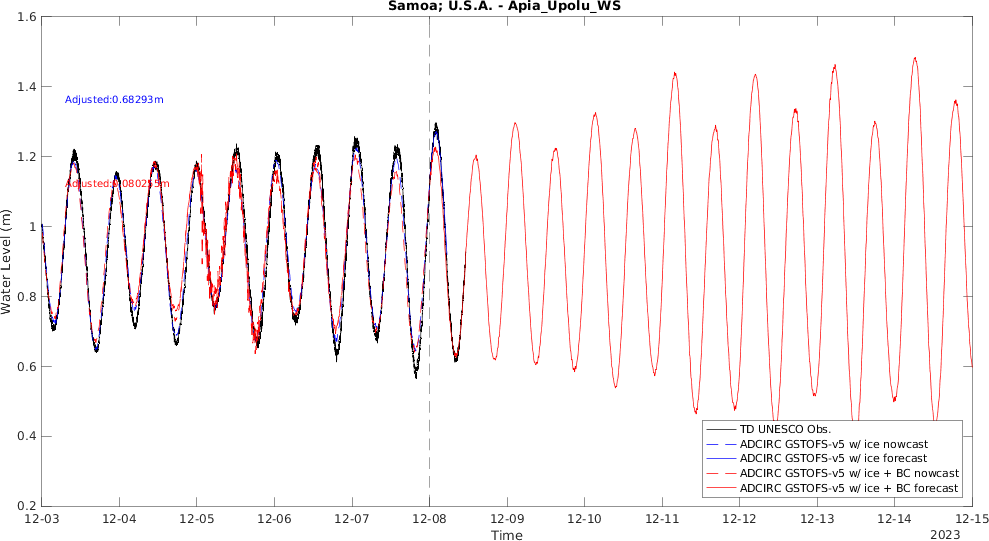 Samoa; U.S.A. - Apia_Upolu_WS
1.6
1.4
1.2
1
0.8
0.6
0.4
0.2
Water Level (m)
Adjusted:0.68293m
Adjusted:0.080255m
TD UNESCO Obs.
ADCIRC GSTOFS-v5 w/ ice nowcast
ADCIRC GSTOFS-v5 w/ ice forecast
ADCIRC GSTOFS-v5 w/ ice + BC nowcast
ADCIRC GSTOFS-v5 w/ ice + BC forecast
12-03 12-04 12-05 12-06 12-07 12-08 12-09 12-10 12-11 12-12 12-13 12-14 12-15
Time
2023